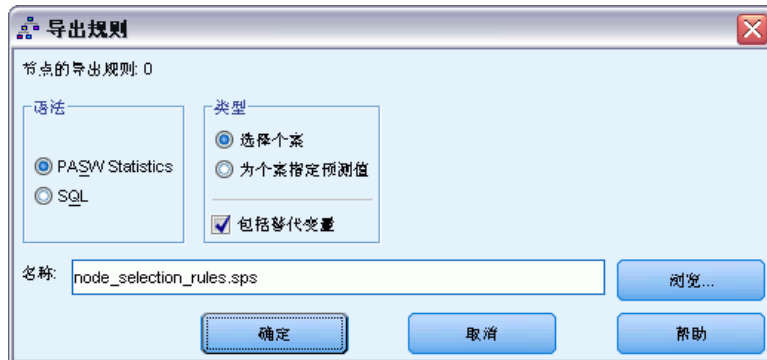 导出规则
节点的导出规则: 0
语法
PASW Statistics
SQL
类型
选择个案
为个案指定预测值
包括替代变量
名称:
node_selection_rules.sps
浏览...
确定
取消
帮助